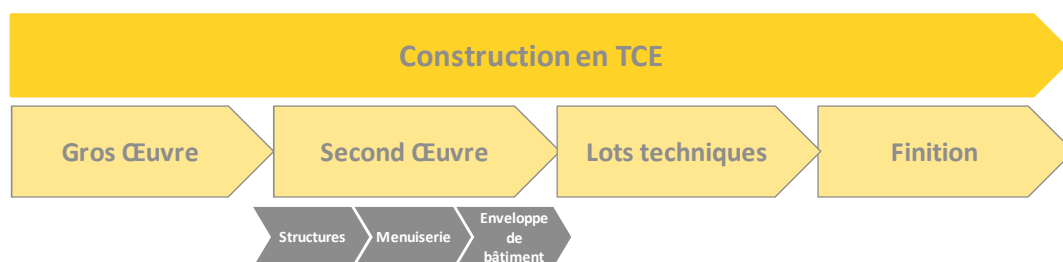 Construction en TCE
Gros Œuvre
Second Œuvre
Lots techniques
Finition
Structures
Menuiserie
Enveloppe
de
bâtiment